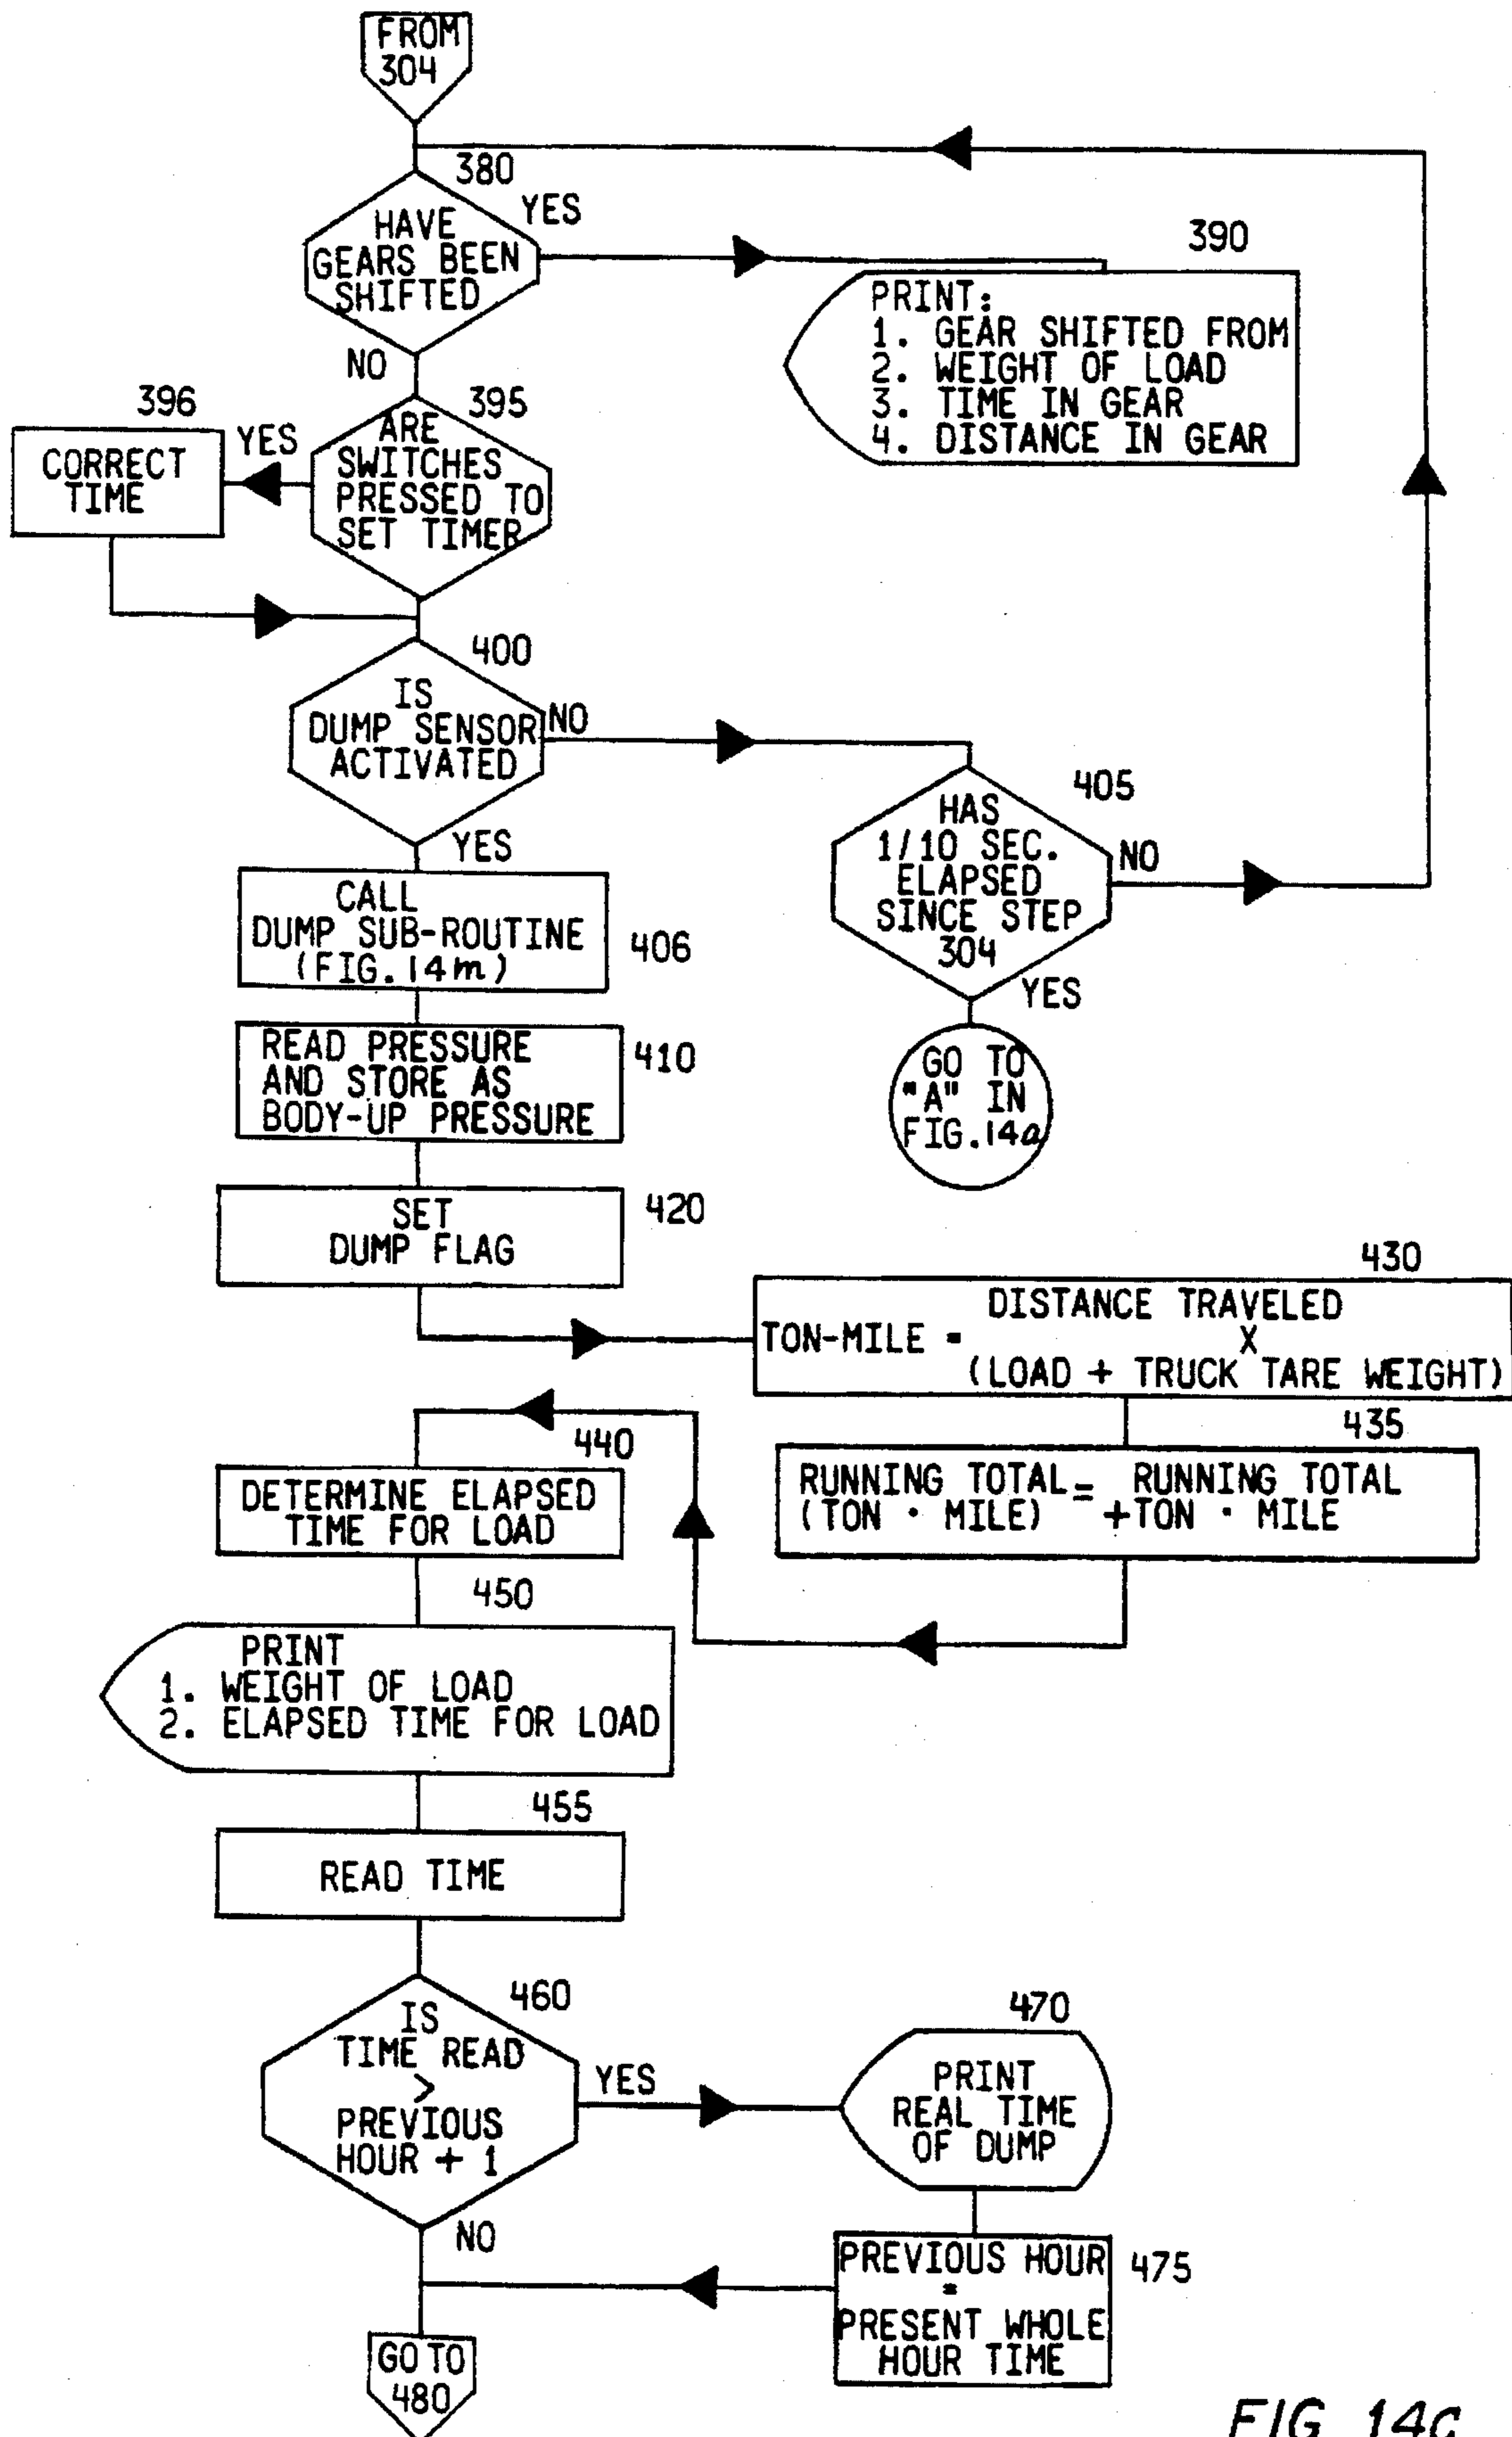 FROM
304
380
HAVE
GEARS BEEN
SHIFTED
YES
NO
390
PRINT:
1. GEAR SHIFTED FROM
2. WEIGHT OF LOAD
3. TIME IN GEAR
4. DISTANCE IN GEAR
395
ARE
SWITCHES
PRESSED TO
SET TIMER
YES
396
CORRECT
TIME
400
IS
DUMP SENSOR
ACTIVATED
NO
YES
405
HAS
1/10 SEC.
ELAPSED
SINCE STEP
304
NO
YES
GO TO
"A" IN
FIG.14a
CALL
DUMP SUB-ROUTINE
(FIG.14m)
406
READ PRESSURE
AND STORE AS
BODY-UP PRESSURE
410
SET
DUMP FLAG
420
430
DISTANCE TRAVELED
TON-MILE = X
(LOAD + TRUCK TARE WEIGHT)
435
RUNNING TOTAL = RUNNING TOTAL
(TON · MILE) +TON · MILE
440
DETERMINE ELAPSED
TIME FOR LOAD
450
PRINT
1. WEIGHT OF LOAD
2. ELAPSED TIME FOR LOAD
455
READ TIME
460
IS
TIME READ
>
PREVIOUS
HOUR + 1
YES
NO
470
PRINT
REAL TIME
OF DUMP
475
PREVIOUS HOUR
=
PRESENT WHOLE
HOUR TIME
GO TO
480
FIG 14c